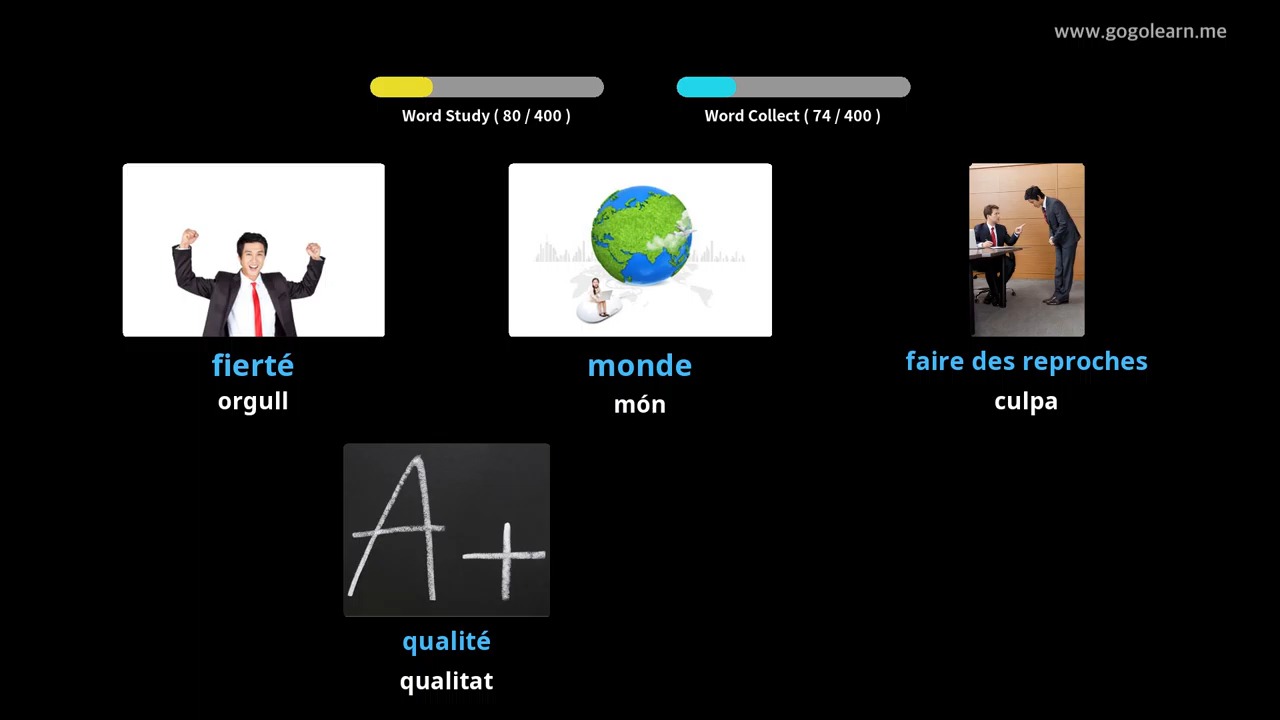 www.gogolearn.me
Word Study ( 80 / 400 )
Word Collect ( 74 / 400 )
fierté
orgull
monde
món
faire des reproches
culpa
A+
qualité
qualitat